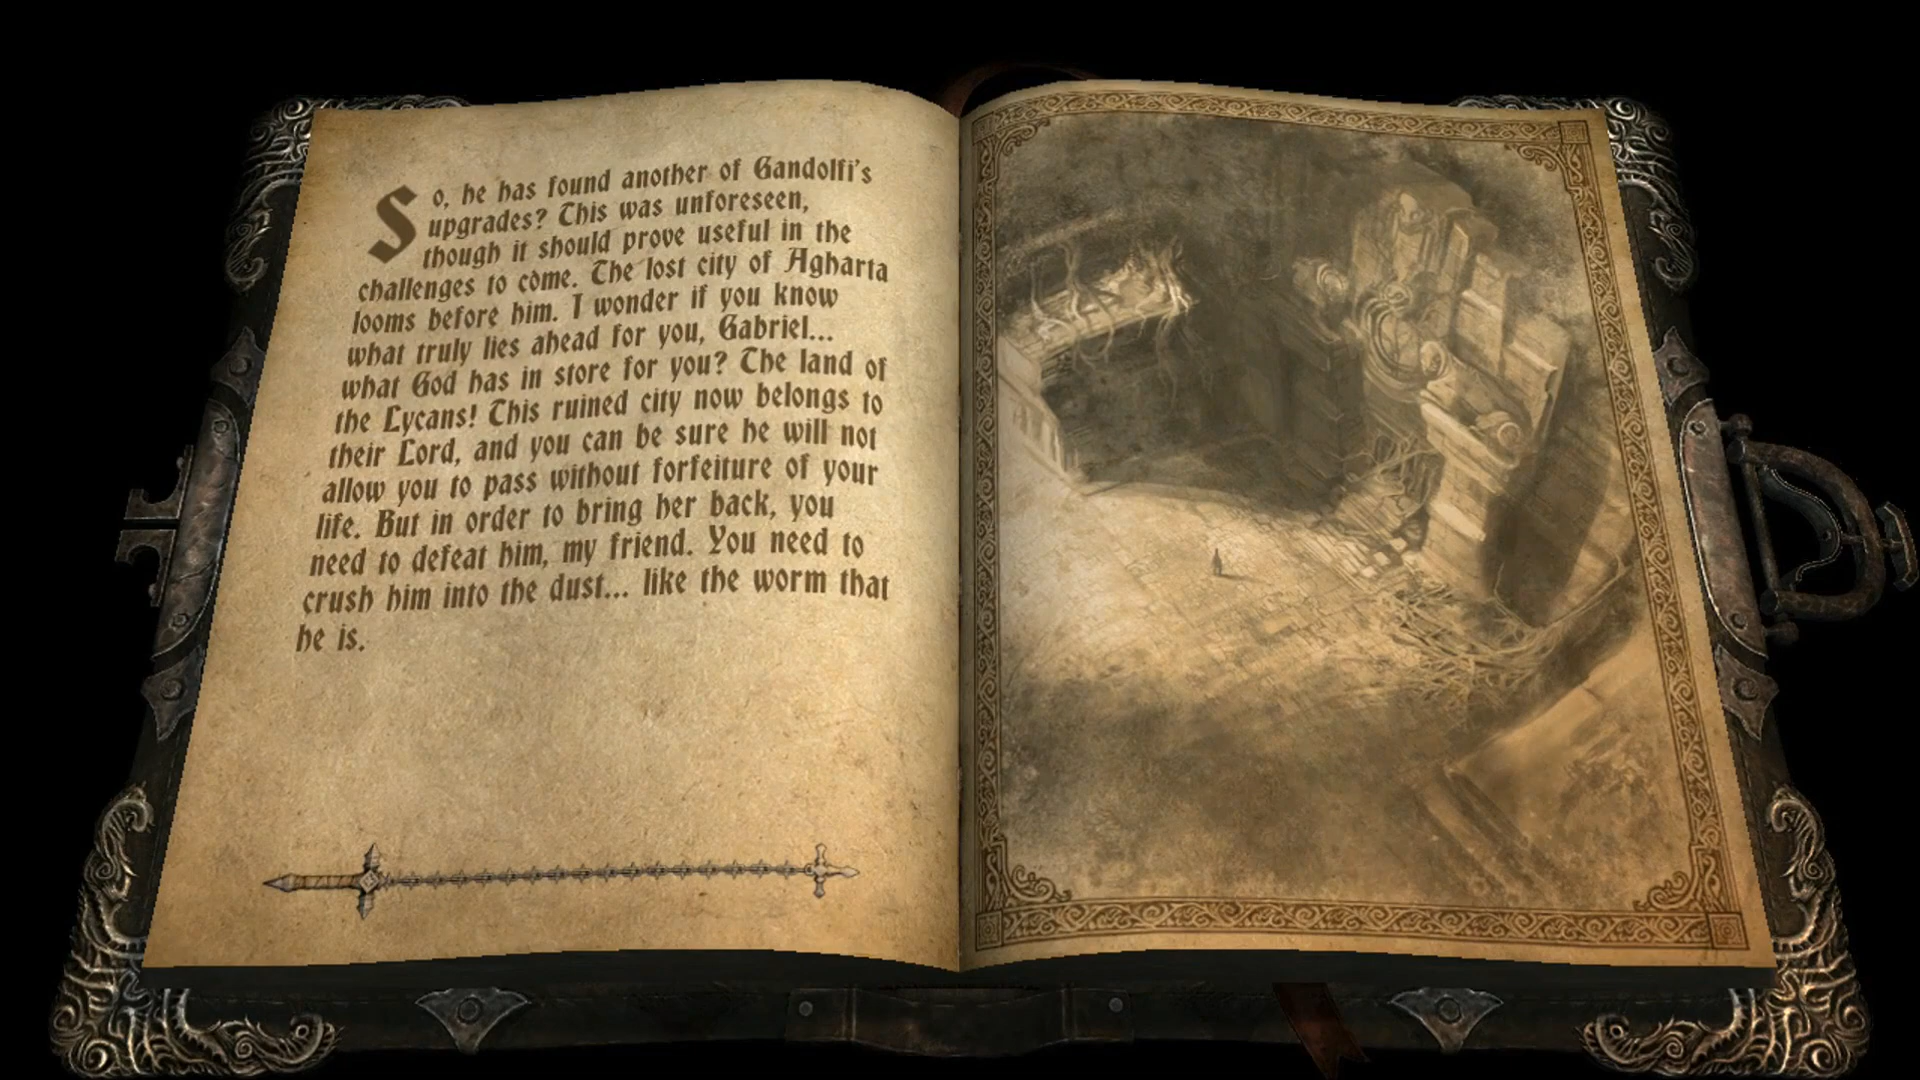 So, he has found another of Gandolfi's
upgrades? This was unforeseen,
though it should prove useful in the
challenges to come. The lost city of Agharta
looms before him. I wonder if you know
what truly lies ahead for you, Gabriel...
what God has in store for you? The land of
the Lycans! This ruined city now belongs to
their Lord, and you can be sure he will not
allow you to pass without forfeiture of your
life. But in order to bring her back, you
need to defeat him, my friend. You need to
crush him into the dust... like the worm that
he is.